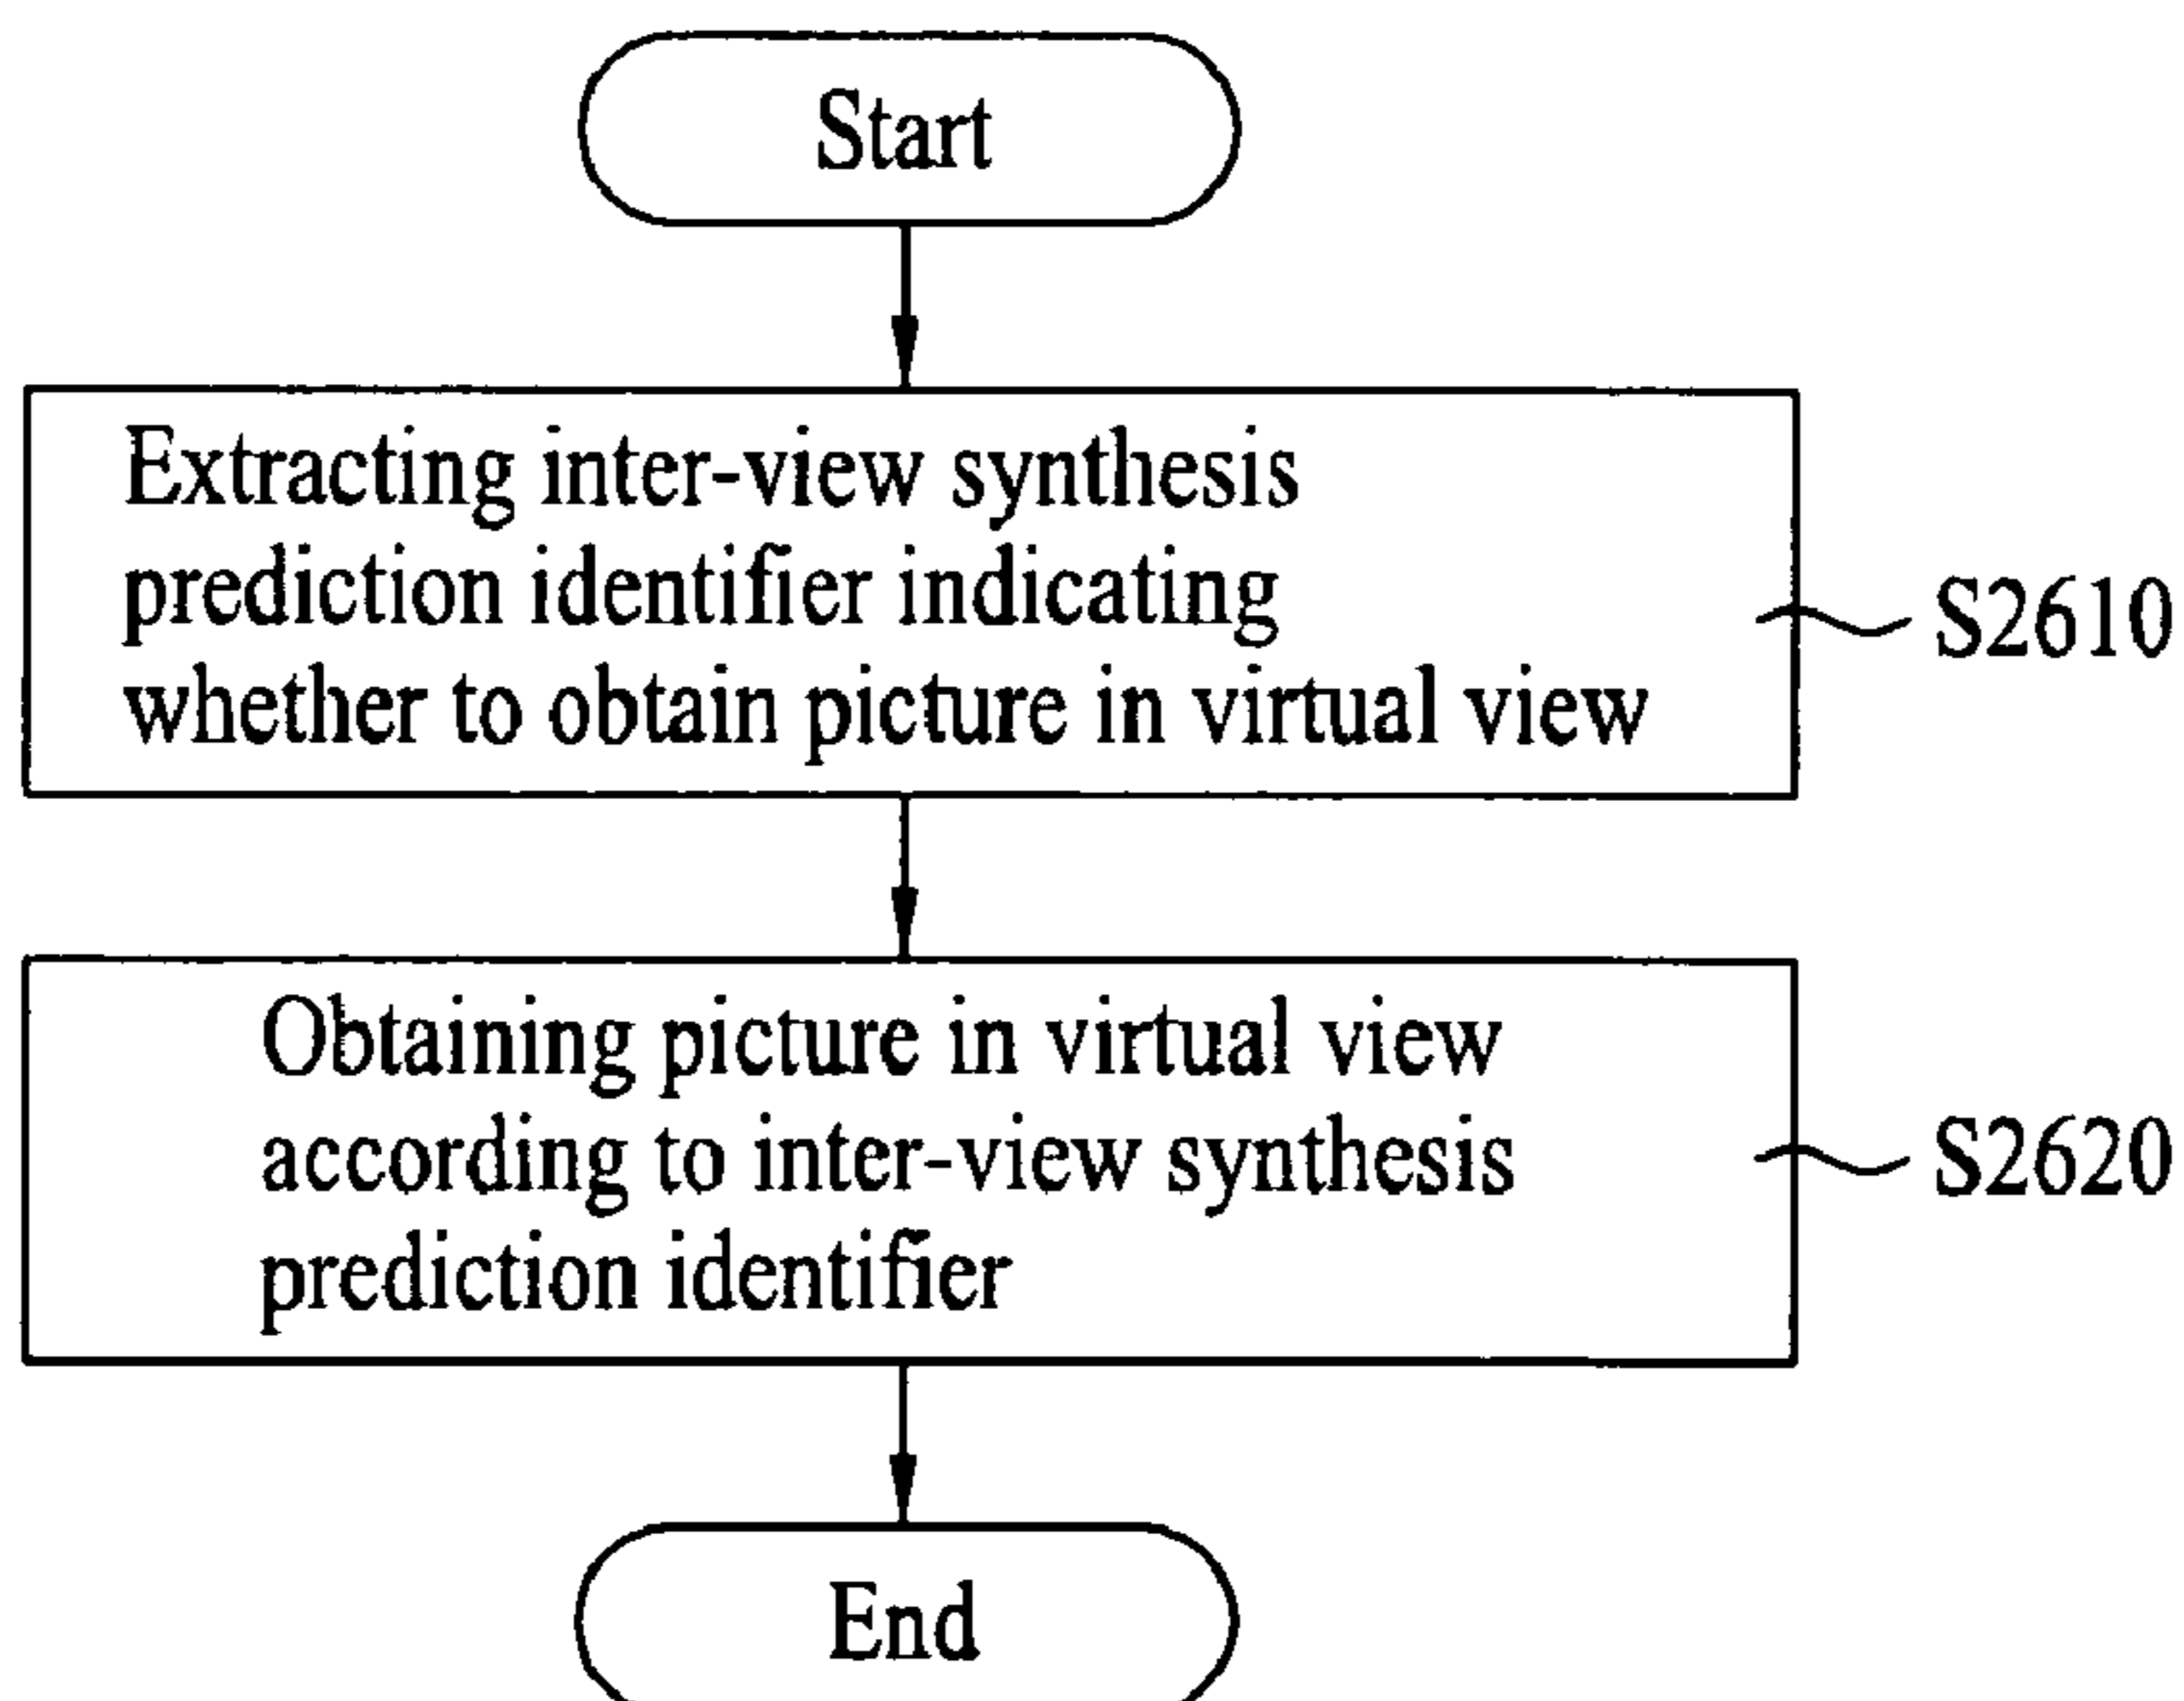 Start
Extracting inter-view synthesis
prediction identifier indicating
whether to obtain picture in virtual view
S2610
Obtaining picture in virtual view
according to inter-view synthesis
prediction identifier
S2620
End